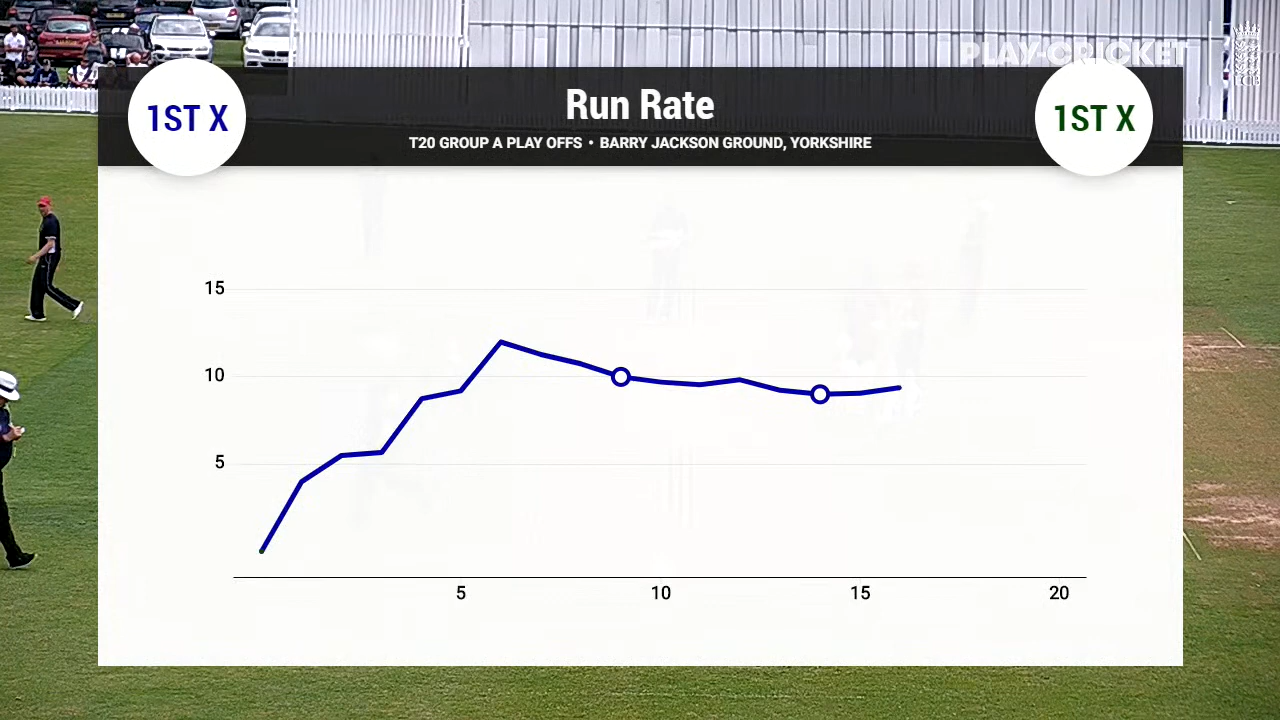 PLAY-CRICKET
ECB
1ST X
Run Rate
1ST X
T20 GROUP A PLAY OFFS • BARRY JACKSON GROUND, YORKSHIRE
15
10
5
5
10
15
20